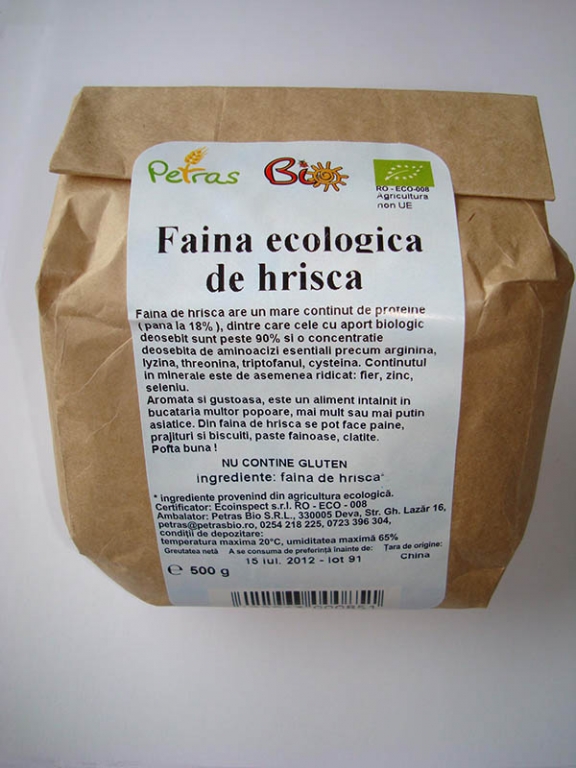 Petras Bio
RO - ECO-008
Agricultura
non UE
Faina ecologica
de hrisca
Faina de hrisca are un mare continut de proteine
(pana la 18% ), dintre care cele cu aport biologic
deosebit sunt peste 90% si o concentratie
deosebita de aminoacizi esentiali precum arginina,
lyzina, threonina, triptofanul, cysteina. Continutul
in minerale este de asemenea ridicat: fier, zinc,
seleniu.
Aromata si gustoasa, este un aliment intalnit in
bucataria multor popoare, mai mult sau mai putin
asiatice. Din faina de hrisca se pot face paine,
prajituri si biscuiti, paste fainoase, clatite.
Pofta buna !
NU CONTINE GLUTEN
ingrediente: faina de hrisca*
* ingrediente provenind din agricultura ecologică.
Certificator: Ecoinspect s.r.l. RO - ECO - 008
Ambalator: Petras Bio S.R.L., 330005 Deva, Str. Gh. Lazăr 16,
petras@petrasbio.ro, 0254 218 225, 0723 396 304,
condiții de depozitare:
temperatura maxima 20°C, umiditatea maximă 65%
Greutatea netă A se consuma de preferință înainte de: Țara de origine:
e 500 g 15 iul. 2012 - lot 91 China